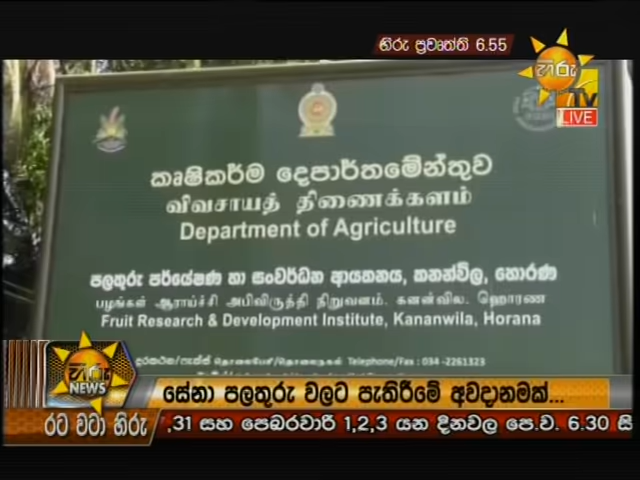 හිරු ප්‍රවෘත්ති 6.55
හිරු
TV
LIVE
කෘෂිකර්ම දෙපාර්තමේන්තුව
விவசாயத் திணைக்களம்
Department of Agriculture
පලතුරු පර්යේෂණ හා සංවර්ධන ආයතනය, කනන්විල, හොරණ
பழங்கள் ஆராய்ச்சி அபிவிருத்தி நிறுவனம். கனன்வில. ஹொரண
Fruit Research & Development Institute, Kananwila, Horana
දුරකථන/ෆැක්ස් தொலைபேசி/தொலைநகல் Telephone/Fax : 034 -2261323
හිරු
NEWS
සේනා පලතුරු වලට පැතිරීමේ අවදානමක්...
රට වටා හිරු
,31 සහ පෙබරවාරී 1,2,3 යන දිනවල පෙ.ව. 6.30 සි